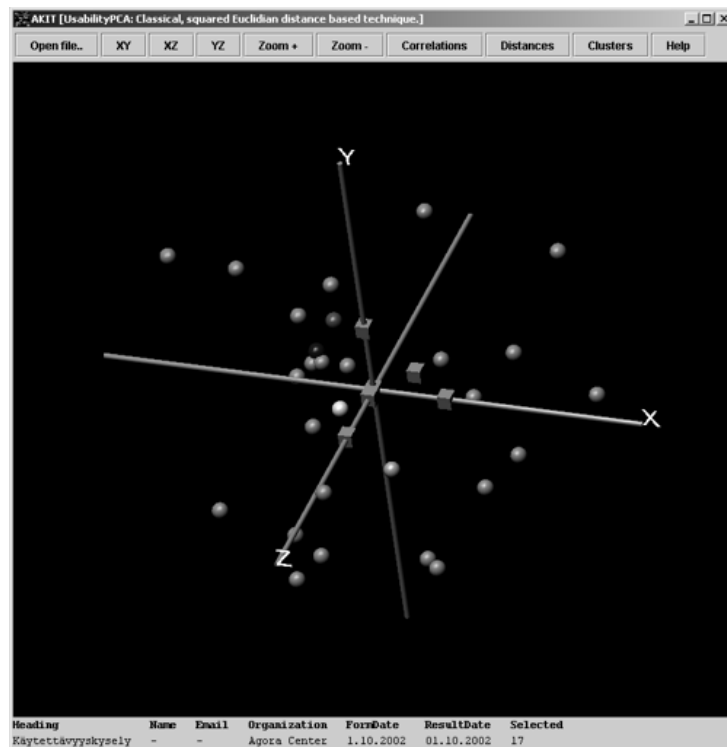 AKIT [UsabilityPCA: Classical, squared Euclidian distance based technique.]
Open file.. XY XZ YZ Zoom + Zoom - Correlations Distances Clusters Help
Y
X
Z
Heading Name Email Organization FormDate ResultDate Selected
Käytettävyyskysely - - Agora Center 1.10.2002 01.10.2002 17